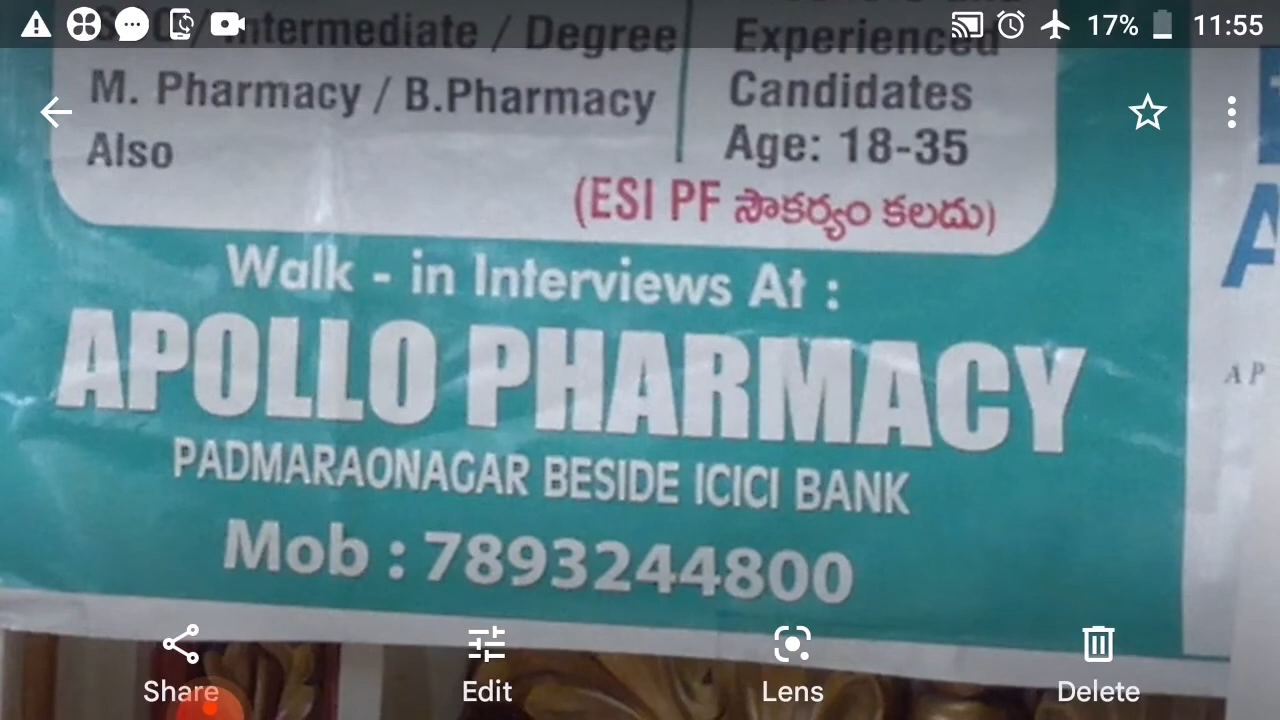 17% 11:55
SSC / Intermediate / Degree
M. Pharmacy / B.Pharmacy
Also
Experienced
Candidates
Age: 18-35
(ESI PF సౌకర్యం కలదు)
Walk - in Interviews At :
APOLLO PHARMACY
PADMARAONAGAR BESIDE ICICI BANK
Mob : 7893244800
A P
Share Edit Lens Delete